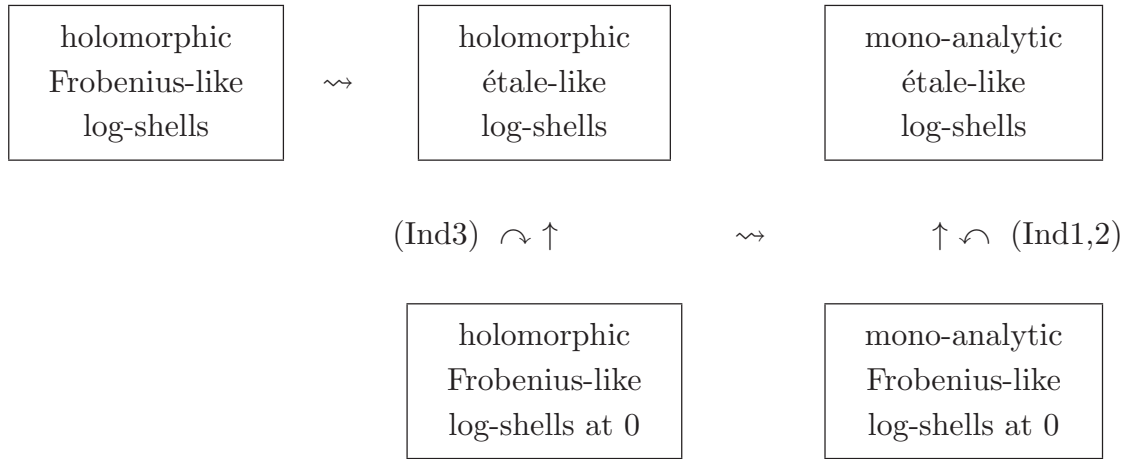 holomorphic
Frobenius-like
log-shells
⇝
holomorphic
étale-like
log-shells
mono-analytic
étale-like
log-shells
(Ind3) ↷ ↑ ⇝ ↑ ↶ (Ind1,2)
holomorphic
Frobenius-like
log-shells at 0
mono-analytic
Frobenius-like
log-shells at 0